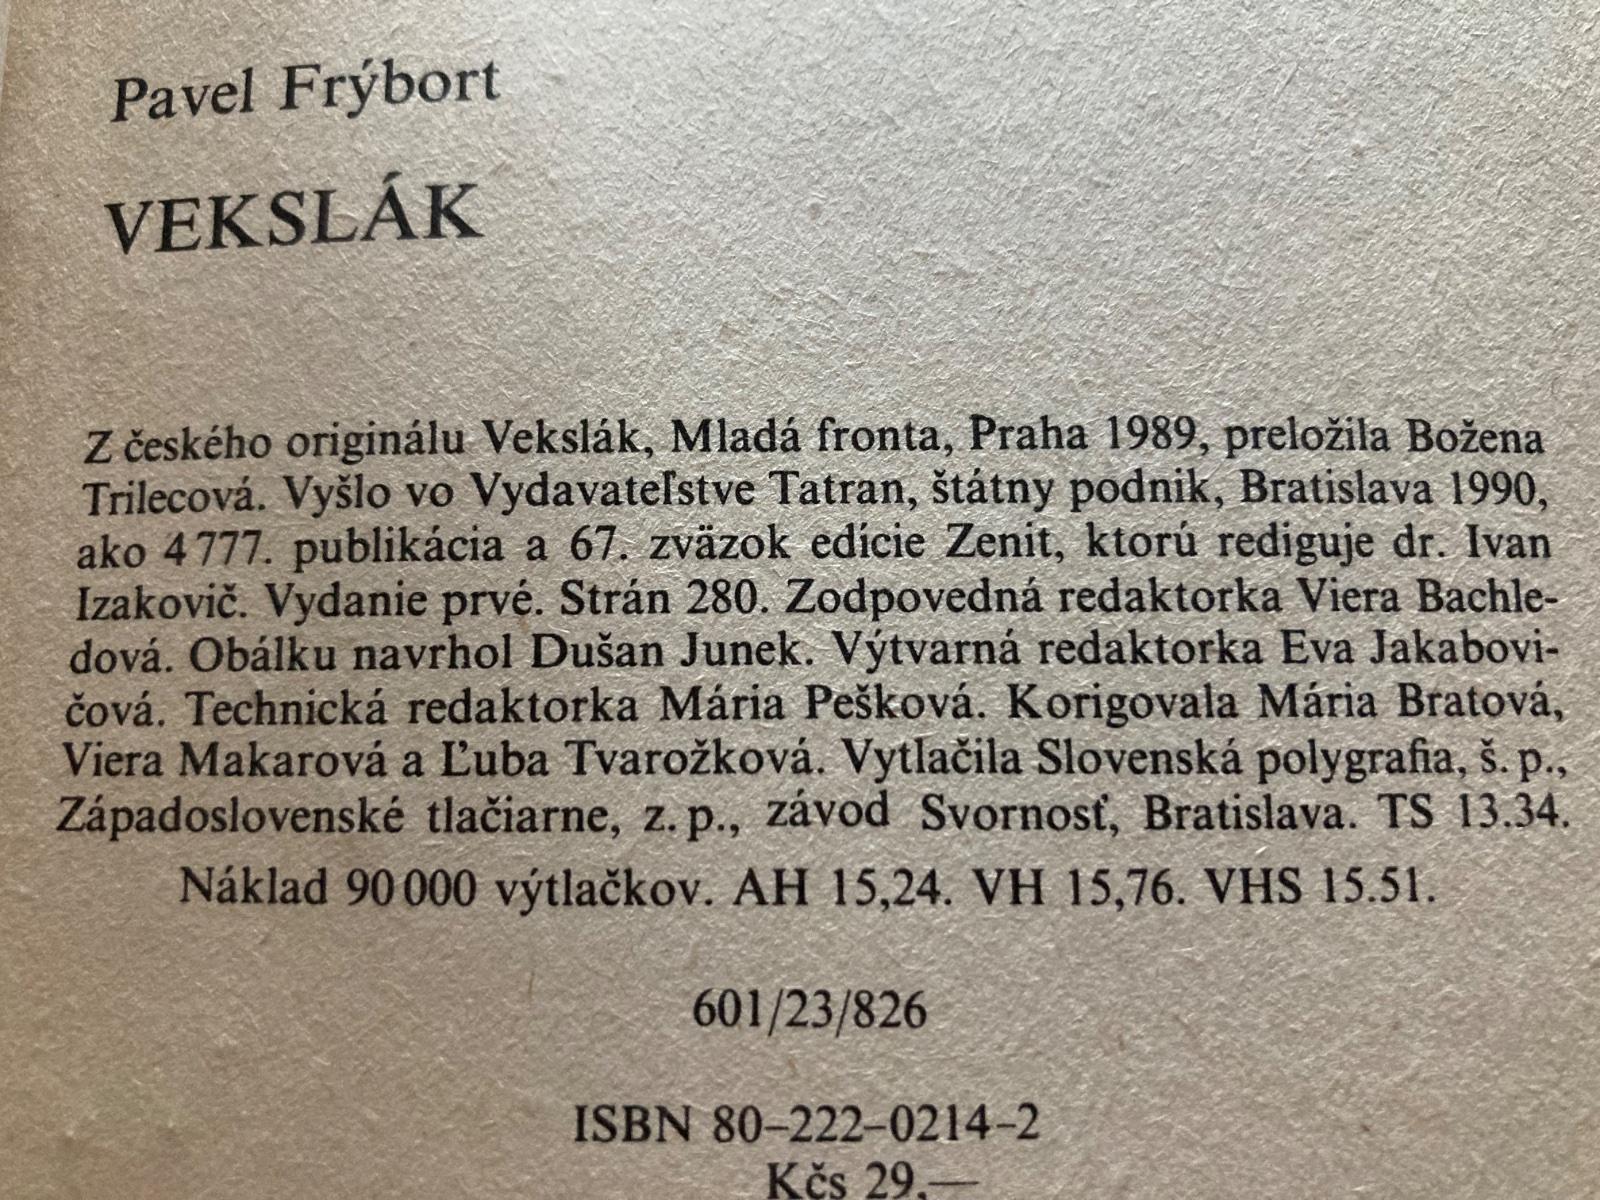 Pavel Frýbort
VEKSLÁK
Z českého originálu Vekslák, Mladá fronta, Praha 1989, preložila Božena
Trilecová. Vyšlo vo Vydavateľstve Tatran, štátny podnik, Bratislava 1990,
ako 4 777. publikácia a 67. zväzok edície Zenit, ktorú rediguje dr. Ivan
Izakovič. Vydanie prvé. Strán 280. Zodpovedná redaktorka Viera Bachle-
dová. Obálku navrhol Dušan Junek. Výtvarná redaktorka Eva Jakabovi-
čová. Technická redaktorka Mária Pešková. Korigovala Mária Bratová,
Viera Makarová a Ľuba Tvarožková. Vytlačila Slovenská polygrafia, š. p.,
Západoslovenské tlačiarne, z. p., závod Svornosť, Bratislava. TS 13.34.
Náklad 90 000 výtlačkov. AH 15,24. VH 15,76. VHS 15.51.
601/23/826
ISBN 80–222–0214–2
Kčs 29,—